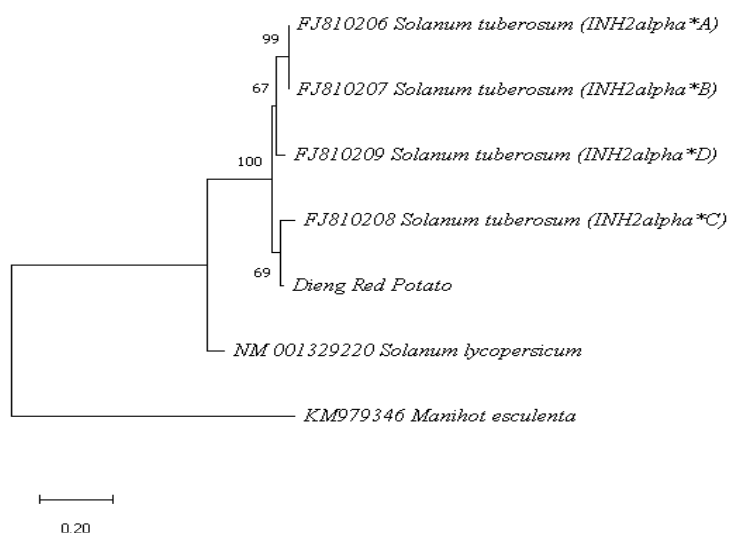 FJ810206 Solanum tuberosum (INH2alpha*A)
99
67
FJ810207 Solanum tuberosum (INH2alpha*B)
FJ810209 Solanum tuberosum (INH2alpha*D)
100
FJ810208 Solanum tuberosum (INH2alpha*C)
69
Dieng Red Potato
NM 001329220 Solanum lycopersicum
KM979346 Manihot esculenta
0.20